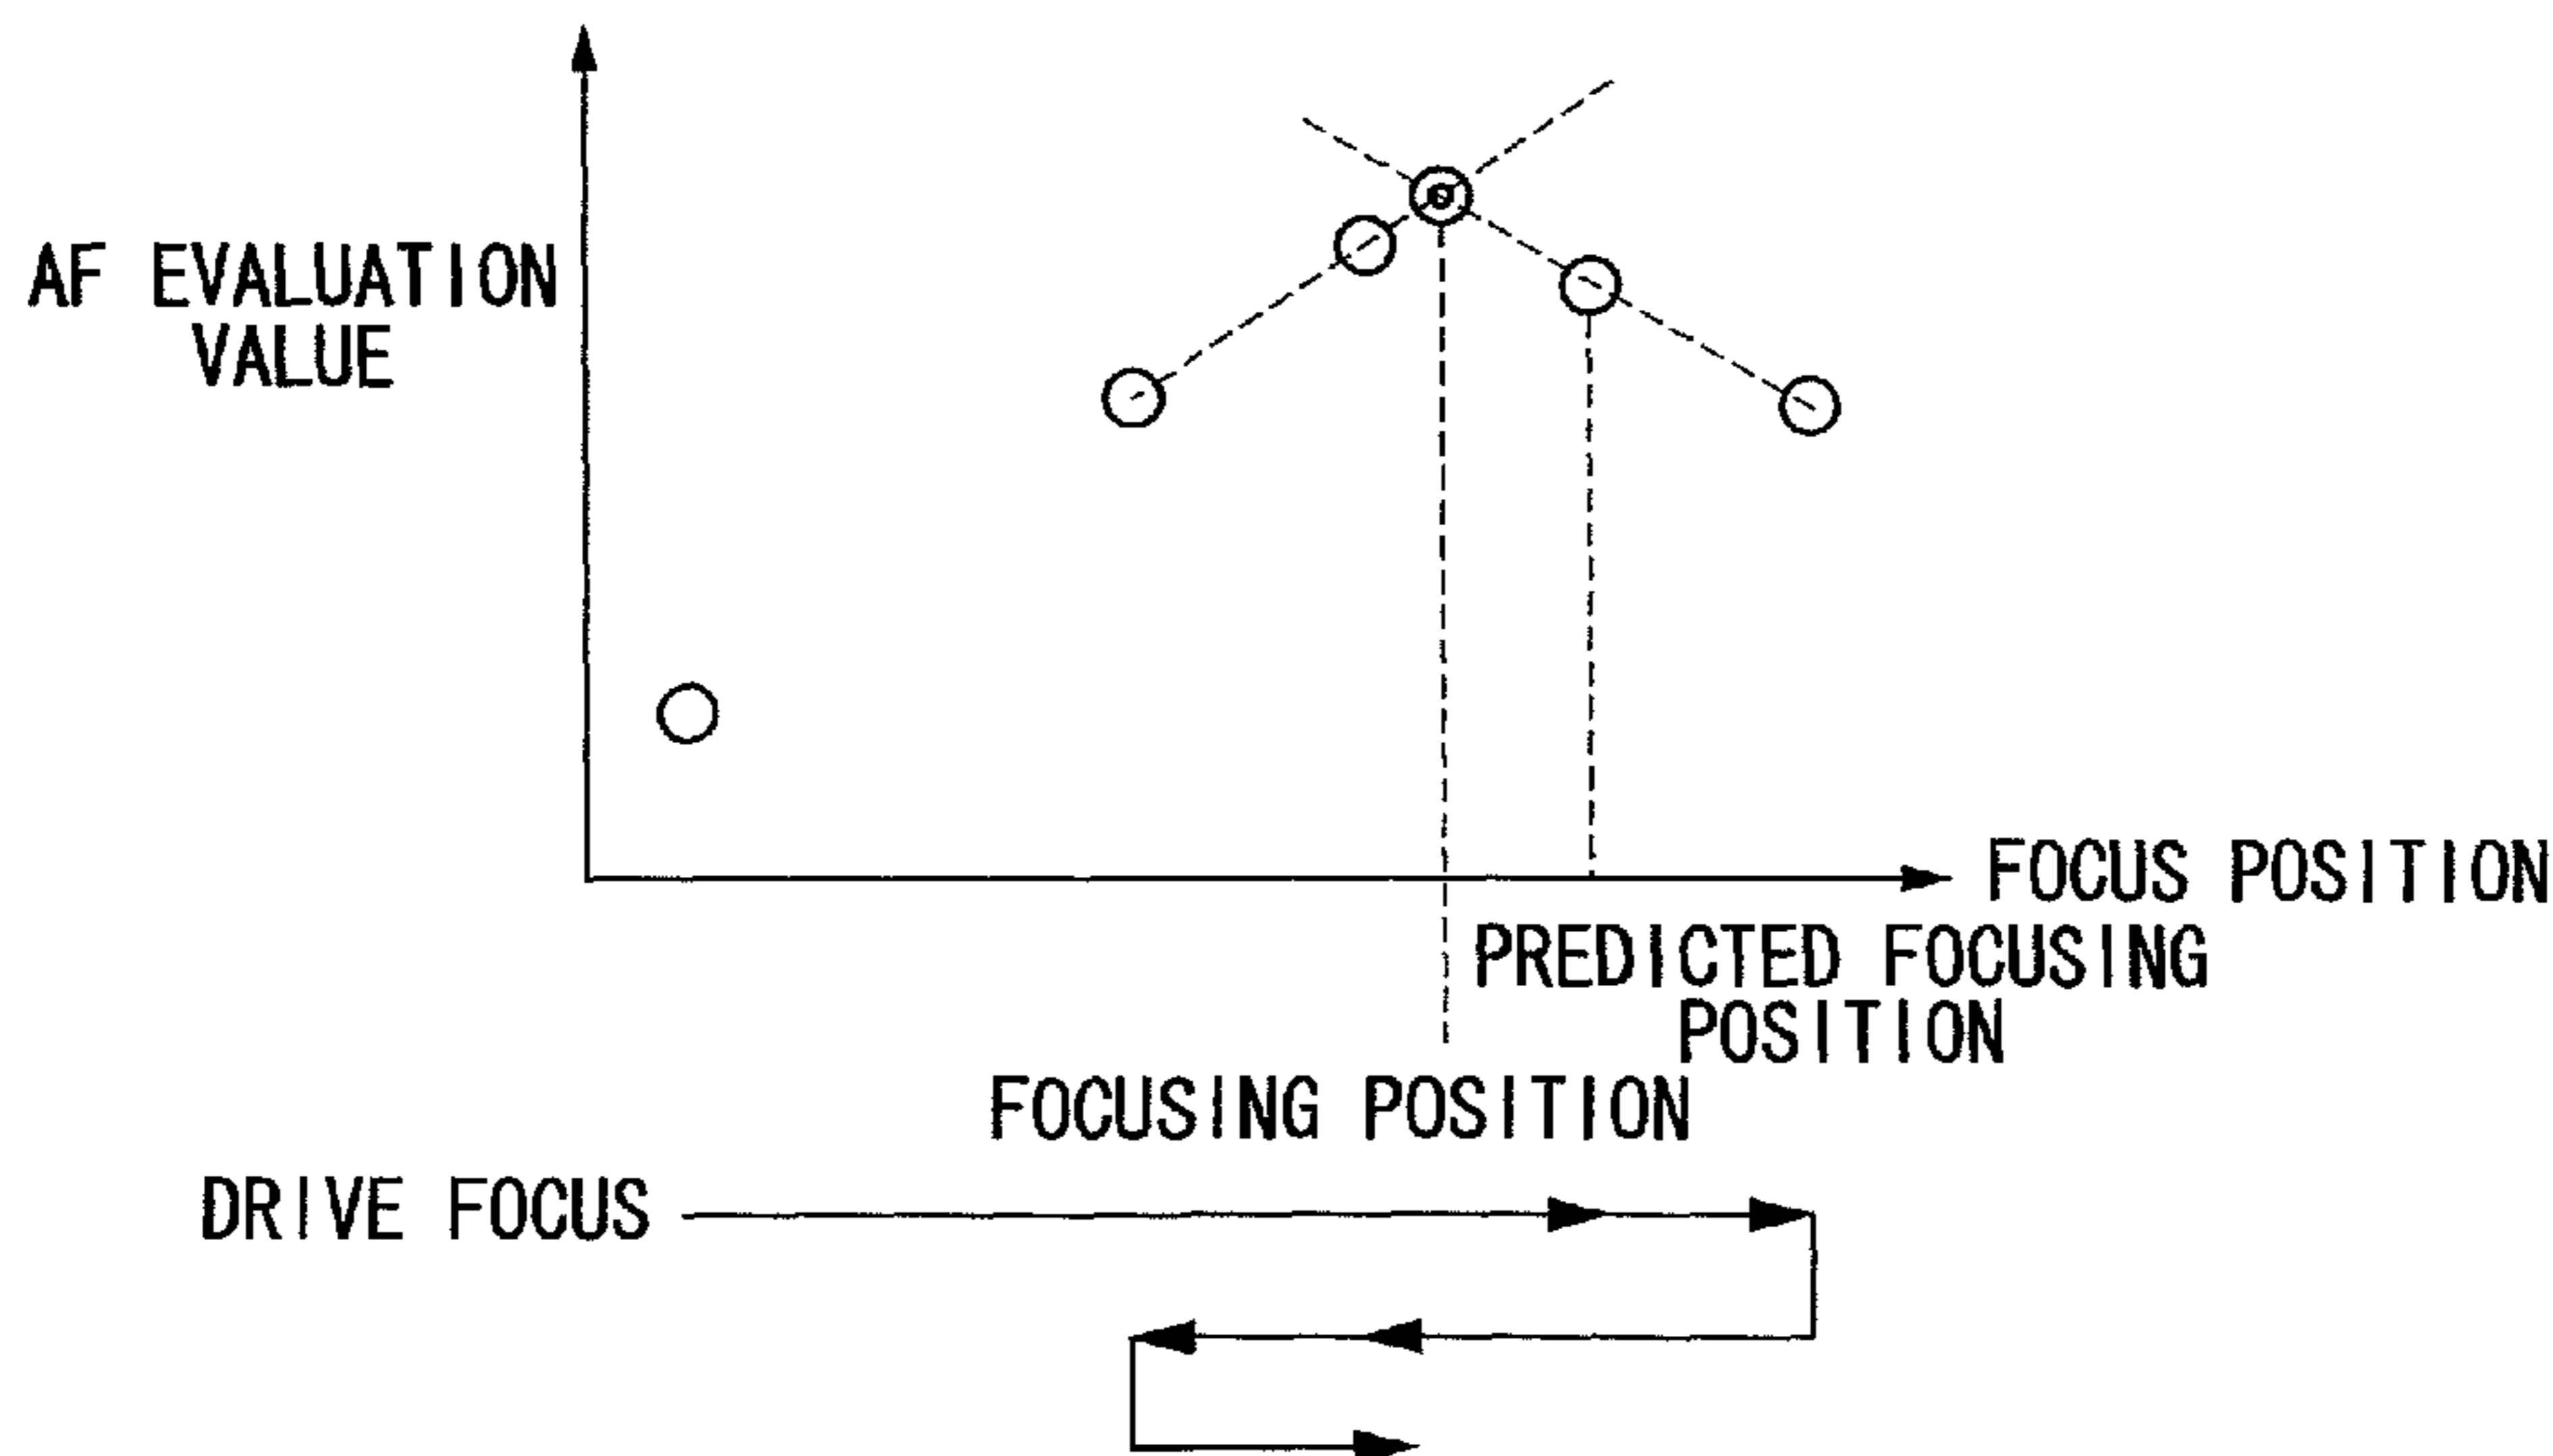 AF EVALUATION
VALUE
FOCUS POSITION
PREDICTED FOCUSING
POSITION
FOCUSING POSITION
DRIVE FOCUS